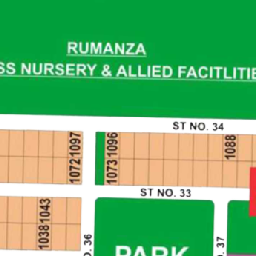 RUMANZA
SS NURSERY & ALLIED FACITLITIE
ST NO. 34
1072 1097
1073 1096
1088
ST NO. 33
1038 1043
36
PARK
37